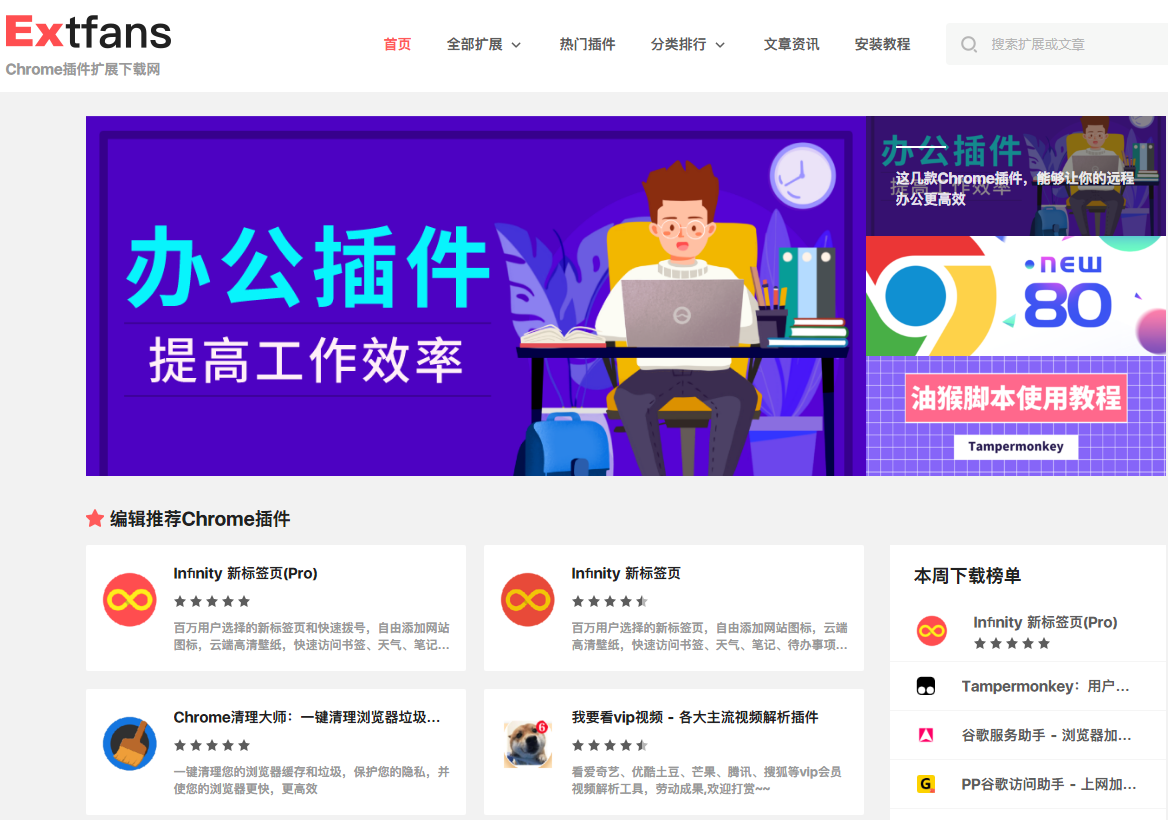 Extfans
Chrome插件扩展下载网
首页
全部扩展
热门插件
分类排行
文章资讯
安装教程
搜索扩展或文章
办公插件
提高工作效率
办公插件
提高工作效率
这几款Chrome插件，能够让你的远程
办公更高效
NEW
80
油猴脚本使用教程
Tampermonkey
编辑推荐Chrome插件
Infinity 新标签页(Pro)
百万用户选择的新标签页和快速拨号，自由添加网站
图标，云端高清壁纸，快速访问书签、天气、笔记...
Infinity 新标签页
百万用户选择的新标签页，自由添加网站图标，云端
高清壁纸，快速访问书签、天气、笔记、待办事项...
Chrome清理大师：一键清理浏览器垃圾...
一键清理您的浏览器缓存和垃圾，保护您的隐私，并
使您的浏览器更快，更高效
6
我要看vip视频 - 各大主流视频解析插件
看爱奇艺、优酷土豆、芒果、腾讯、搜狐等vip会员
视频解析工具，劳动成果,欢迎打赏~~
本周下载榜单
Infinity 新标签页(Pro)
Tampermonkey：用户...
谷歌服务助手 - 浏览器加...
G
PP谷歌访问助手 - 上网加...